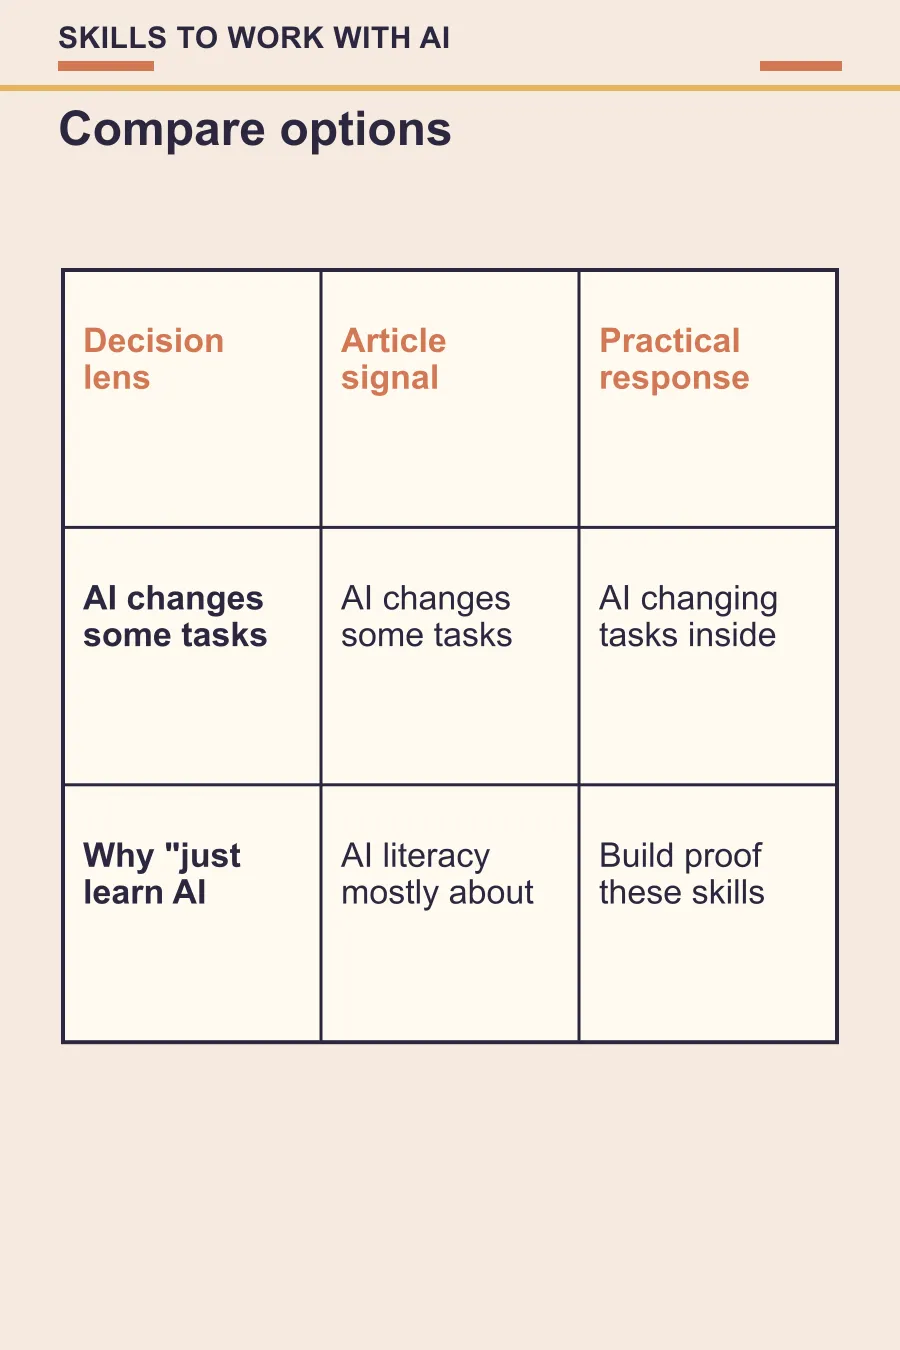 SKILLS TO WORK WITH AI
Compare options
Decision
lens
Article
signal
Practical
response
AI changes
some tasks
AI changes
some tasks
AI changing
tasks inside
Why "just
learn AI
AI literacy
mostly about
Build proof
these skills